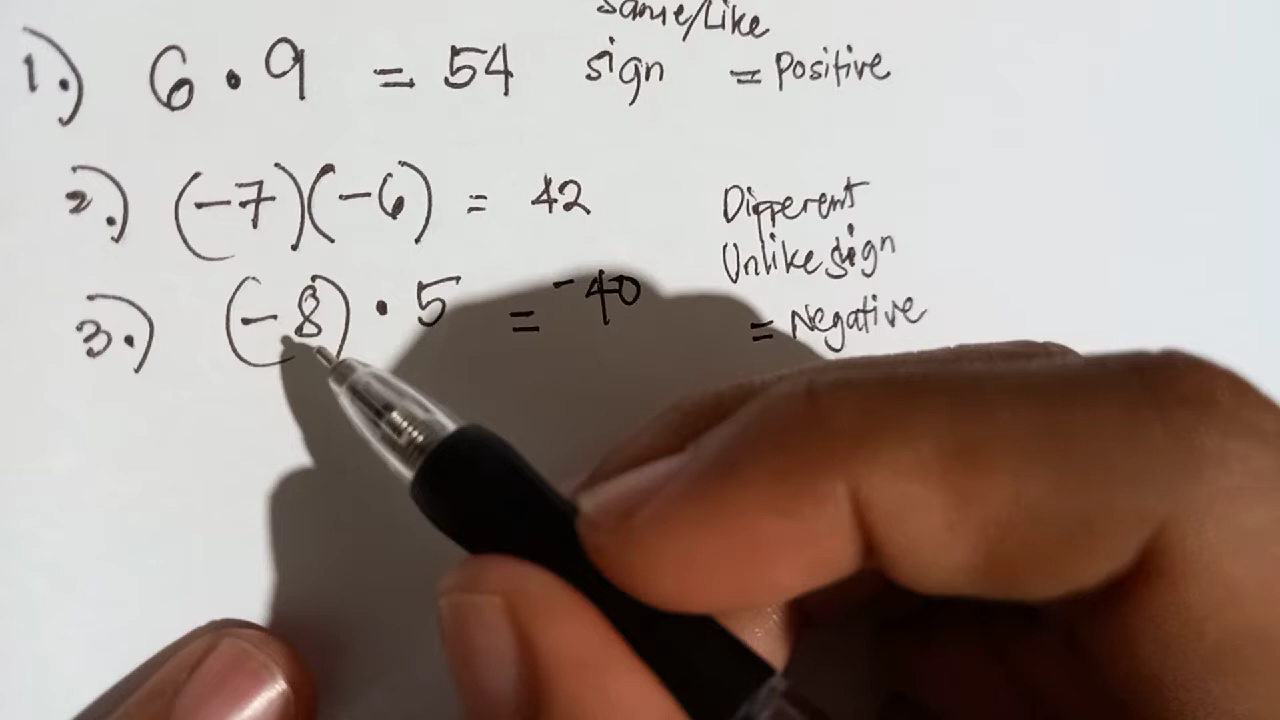 same/Like
1.) 6 • 9 = 54 sign = Positive
2.) (-7)(-6) = 42
Different
Unlike sign
3.) (-8) • 5 = -40
= Negative